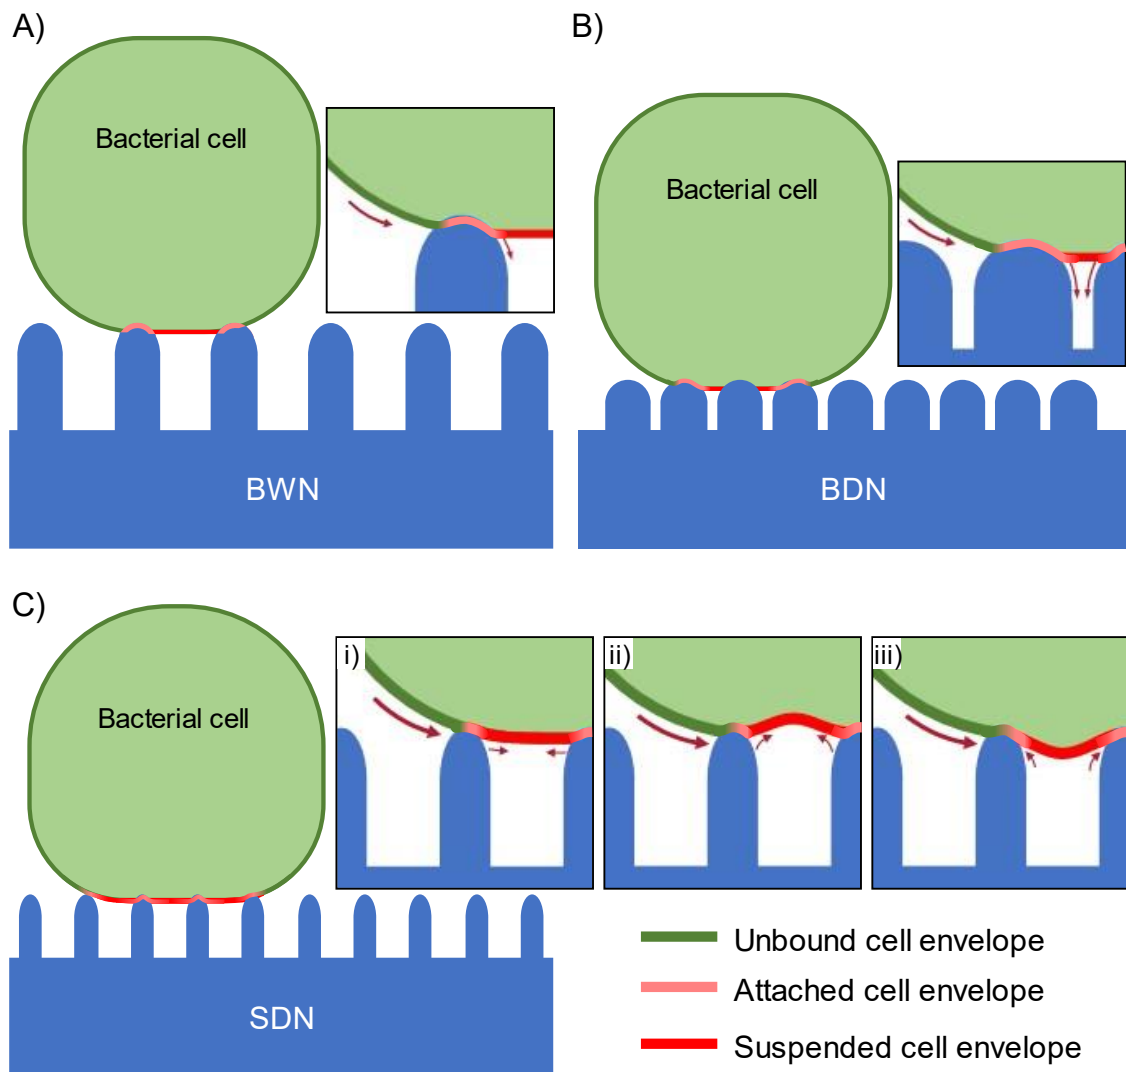 A)
Bacterial cell
BWN
B)
Bacterial cell
BDN
C)
Bacterial cell
SDN
i)
ii)
iii)
Unbound cell envelope
Attached cell envelope
Suspended cell envelope